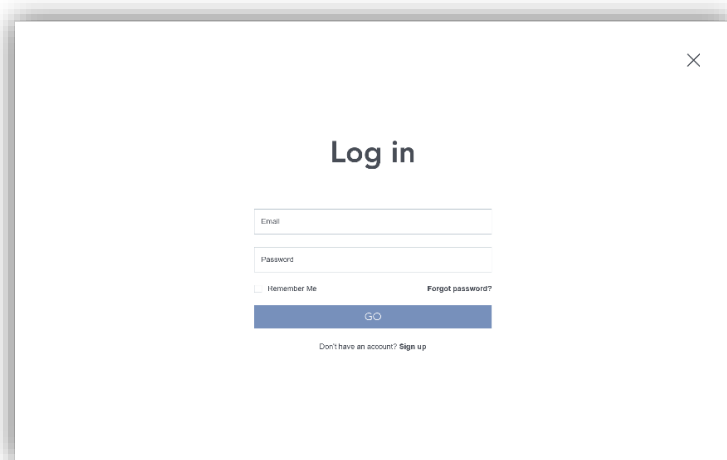 Log in
Email
Password
Remember Me Forgot password?
GO
Don't have an account? Sign up